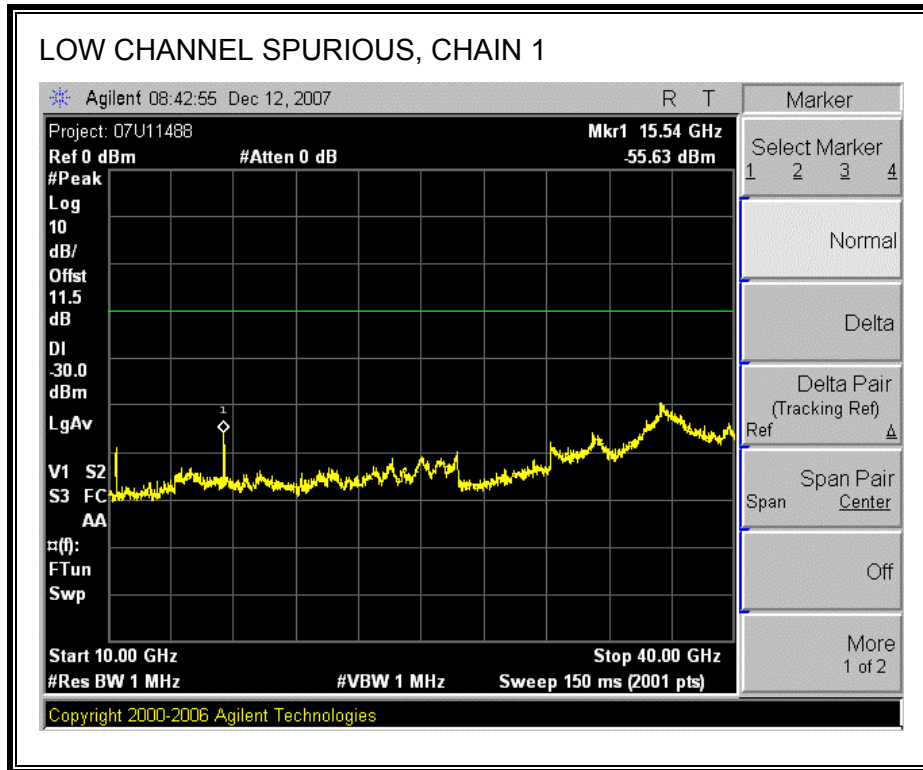 LOW CHANNEL SPURIOUS, CHAIN 1
Agilent 08:42:55 Dec 12, 2007 R T
Project: 07U11488 Mkr1 15.54 GHz
Ref 0 dBm #Atten 0 dB -55.63 dBm
#Peak
Log
10
dB/
Offst
11.5
dB
DI
-30.0
dBm
LgAv
V1 S2
S3 FC
AA
¤(f):
FTun
Swp
1
Start 10.00 GHz Stop 40.00 GHz
#Res BW 1 MHz #VBW 1 MHz Sweep 150 ms (2001 pts)
Copyright 2000-2006 Agilent Technologies
Marker
Select Marker
1 2 3 4
Normal
Delta
Delta Pair
(Tracking Ref)
Ref Δ
Span Pair
Span Center
Off
More
1 of 2